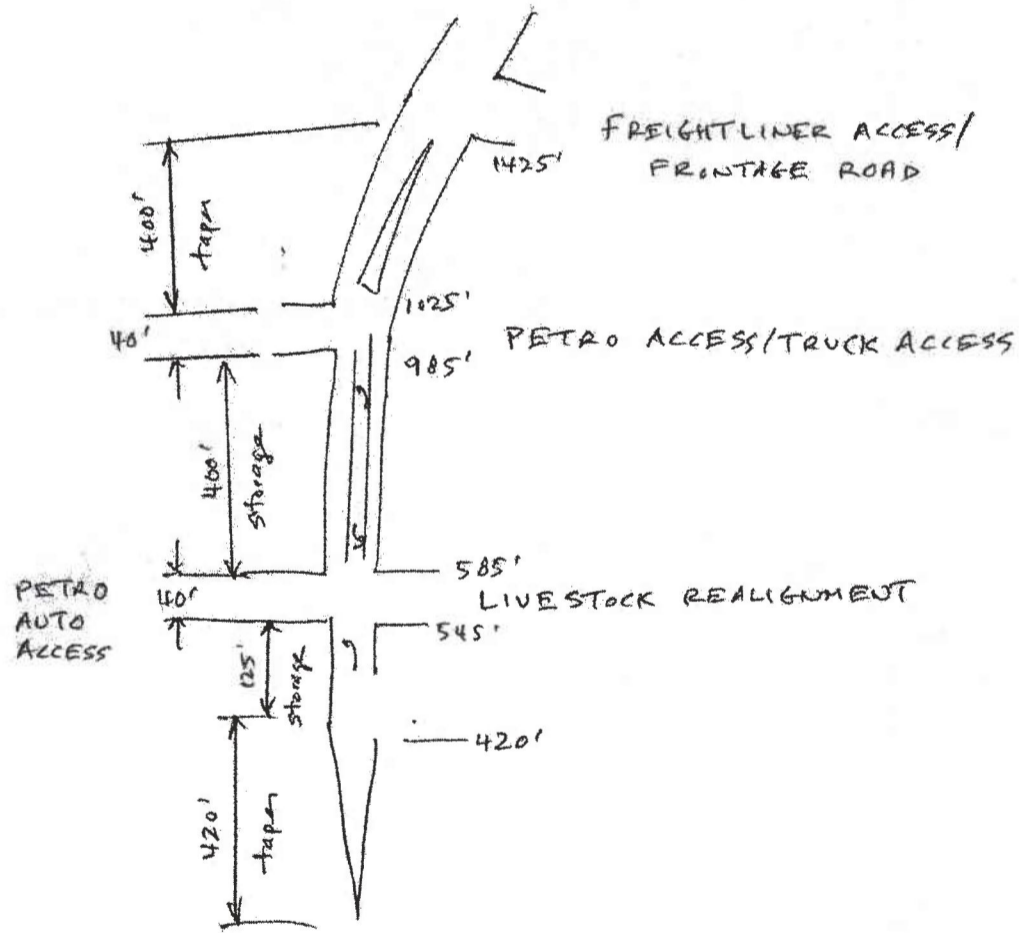 FREIGHTLINER ACCESS/
FRONTAGE ROAD
1425'
400'
taper
1025'
40'
PETRO ACCESS/TRUCK ACCESS
985'
400'
storage
585'
PETRO
AUTO
ACCESS
40'
LIVESTOCK REALIGNMENT
545'
125'
storage
420'
420'
taper